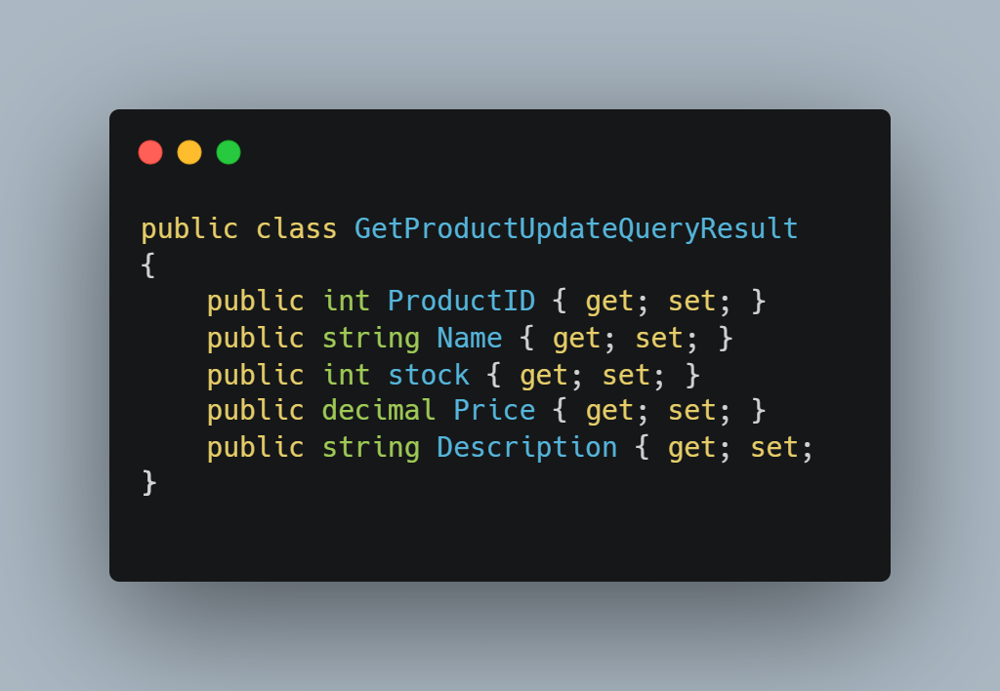 public class GetProductUpdateQueryResult
{
    public int ProductID { get; set; }
    public string Name { get; set; }
    public int stock { get; set; }
    public decimal Price { get; set; }
    public string Description { get; set;
}